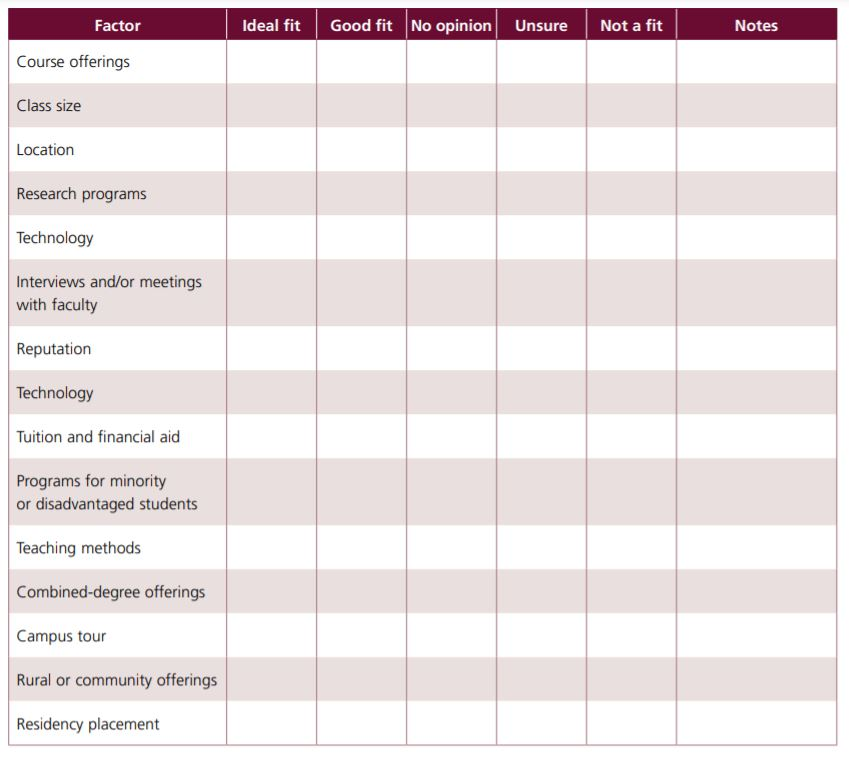 Factor Ideal fit Good fit No opinion Unsure Not a fit Notes
Course offerings
Class size
Location
Research programs
Technology
Interviews and/or meetings
with faculty
Reputation
Technology
Tuition and financial aid
Programs for minority
or disadvantaged students
Teaching methods
Combined-degree offerings
Campus tour
Rural or community offerings
Residency placement